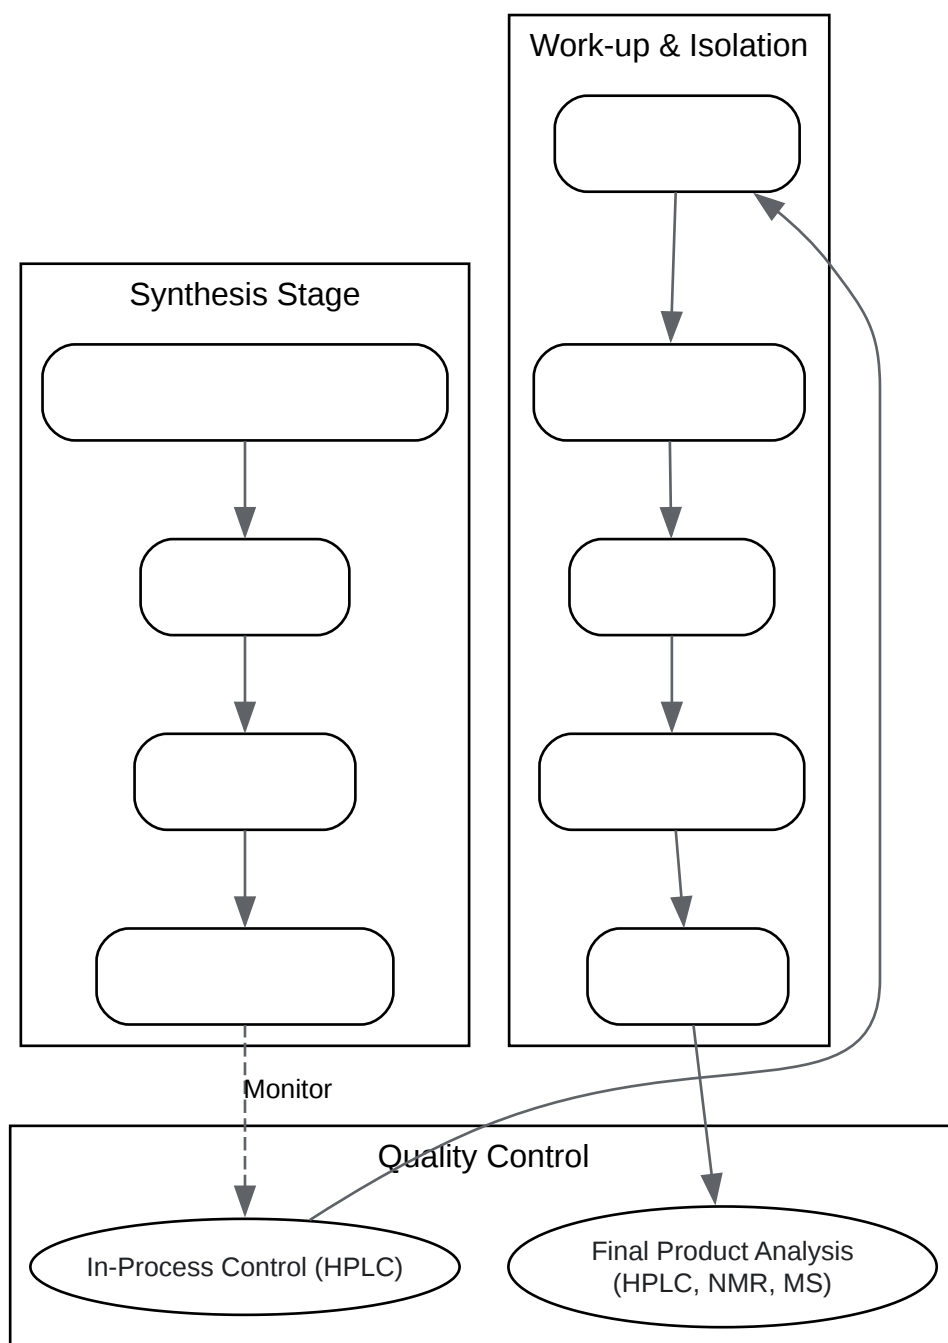 Work-up & Isolation
Synthesis Stage
Monitor
Quality Control
In-Process Control (HPLC)
Final Product Analysis
(HPLC, NMR, MS)